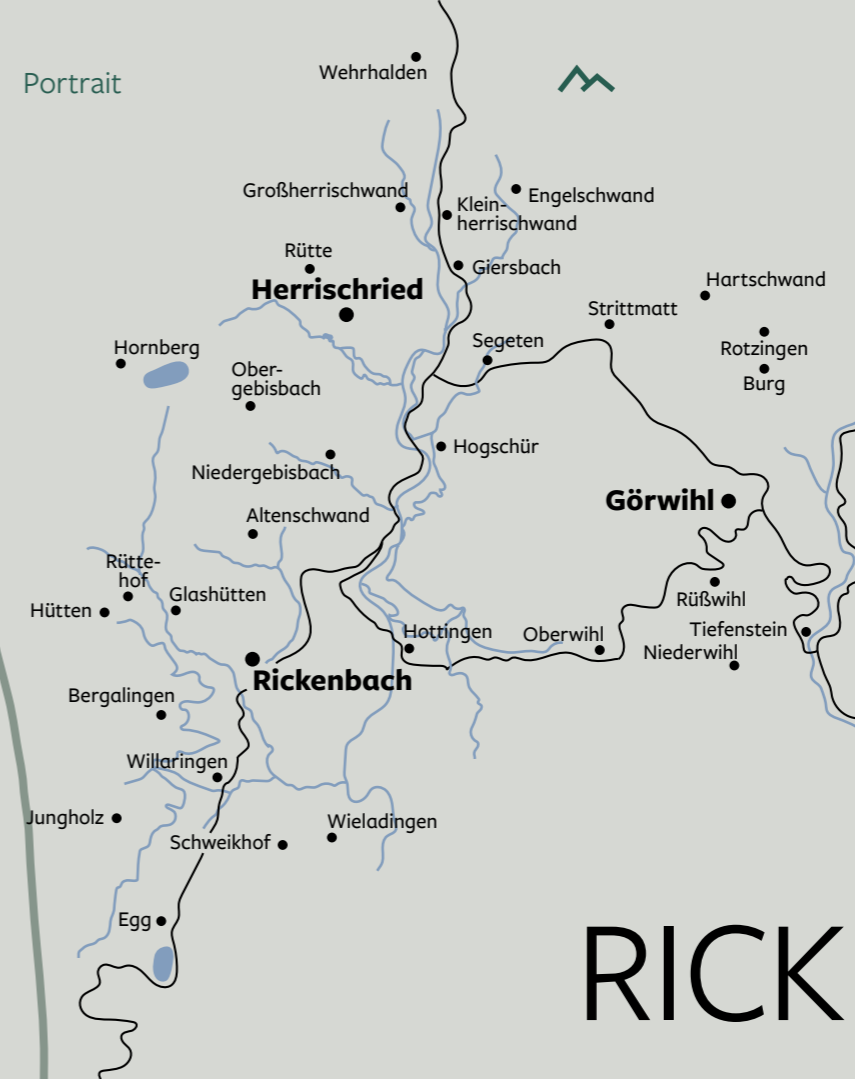 Wehrhalden
Portrait
Großherrischwand
Engelschwand
Klein-
herrischwand
Rütte
Giersbach
Hartschwand
Herrischried
Strittmatt
Segeten
Rotzingen
Hornberg
Ober-
gebisbach
Burg
Hogschür
Niedergebisbach
Görwihl
Altenschwand
Rütte-
hof
Glashütten
Rüßwihl
Hütten
Hottingen
Oberwihl
Tiefenstein
Niederwihl
Rickenbach
Bergalingen
Willaringen
Jungholz
Wieladingen
Schweikhof
Egg
RICK